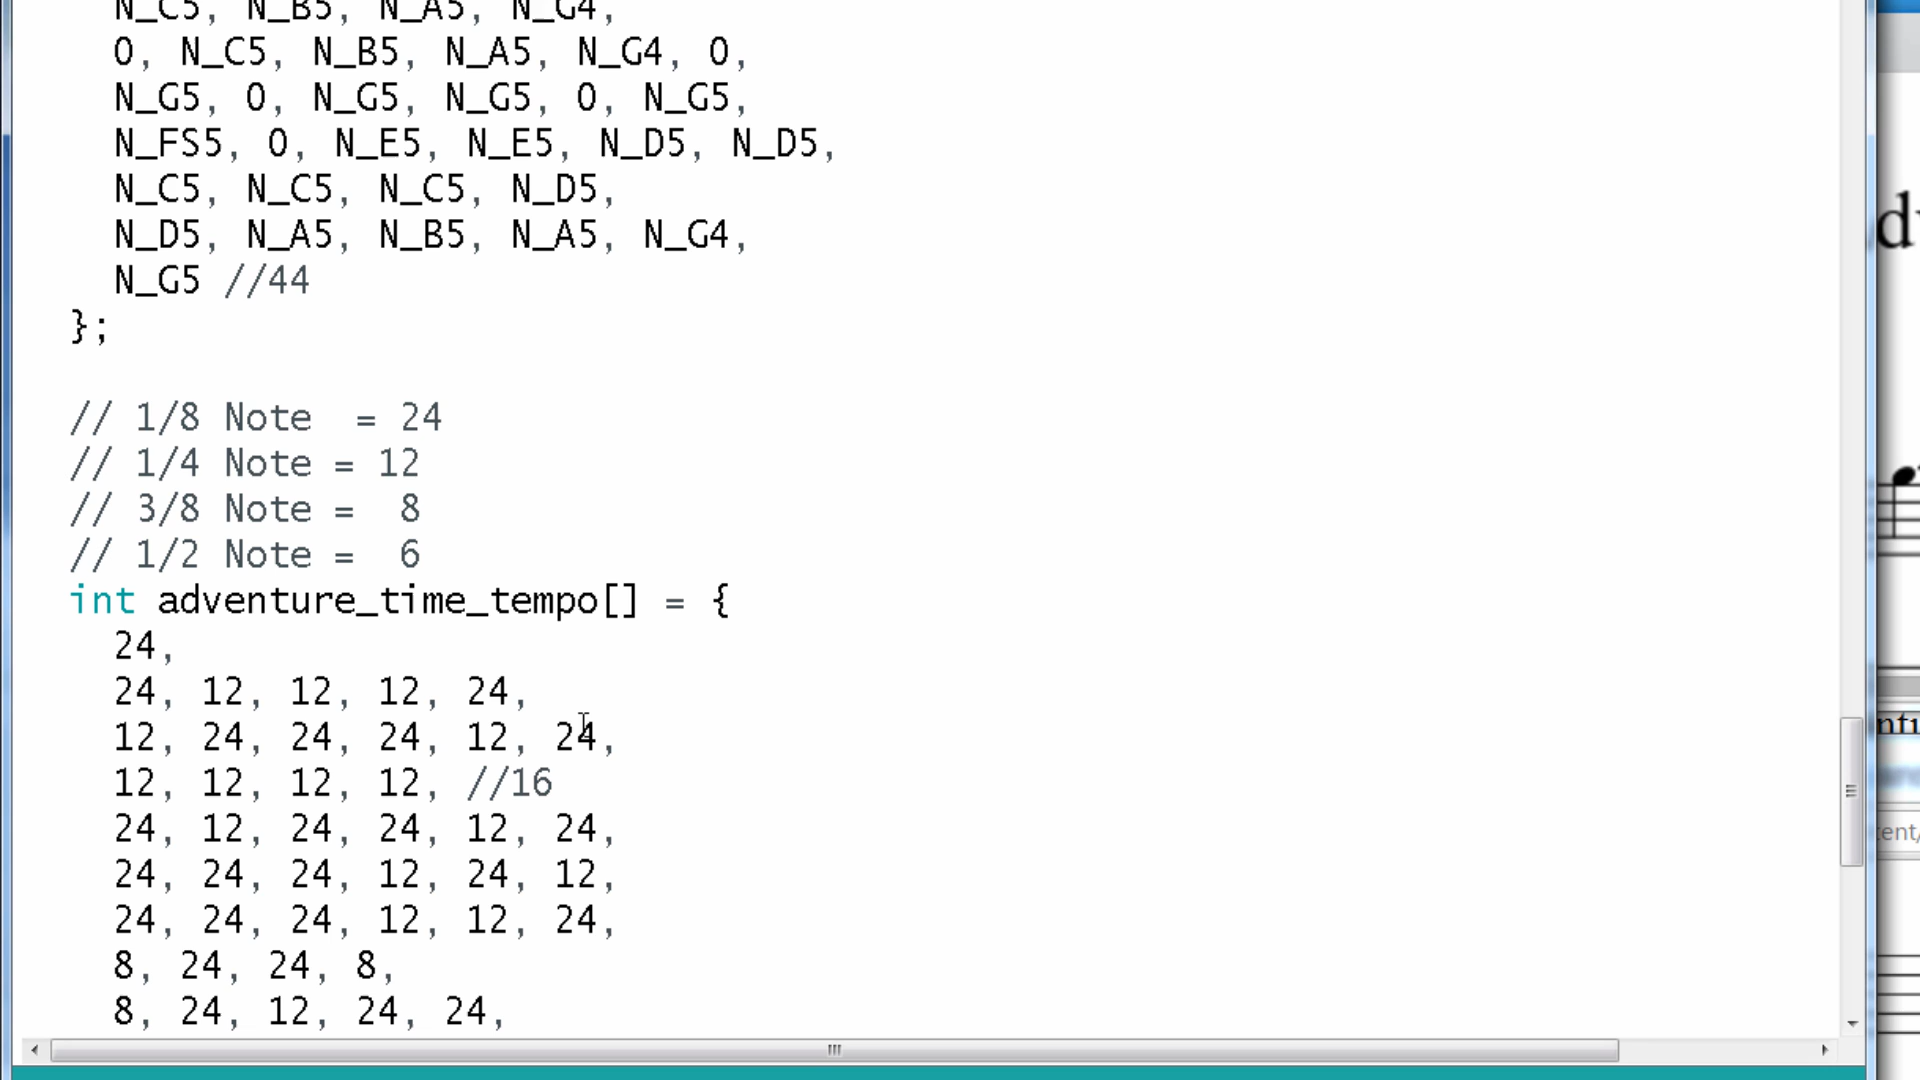 N_C5, N_B5, N_A5, N_G4,
0, N_C5, N_B5, N_A5, N_G4, 0,
N_G5, 0, N_G5, N_G5, 0, N_G5,
N_FS5, 0, N_E5, N_E5, N_D5, N_D5,
N_C5, N_C5, N_C5, N_D5,
N_D5, N_A5, N_B5, N_A5, N_G4,
N_G5 //44
};
// 1/8 Note  = 24
// 1/4 Note = 12
// 3/8 Note =  8
// 1/2 Note =  6
int adventure_time_tempo[] = {
24,
24, 12, 12, 12, 24,
12, 24, 24, 24, 12, 24,
12, 12, 12, 12, //16
24, 12, 24, 24, 12, 24,
24, 24, 24, 12, 24, 12,
24, 24, 24, 12, 12, 24,
8, 24, 24, 8,
8, 24, 12, 24, 24,